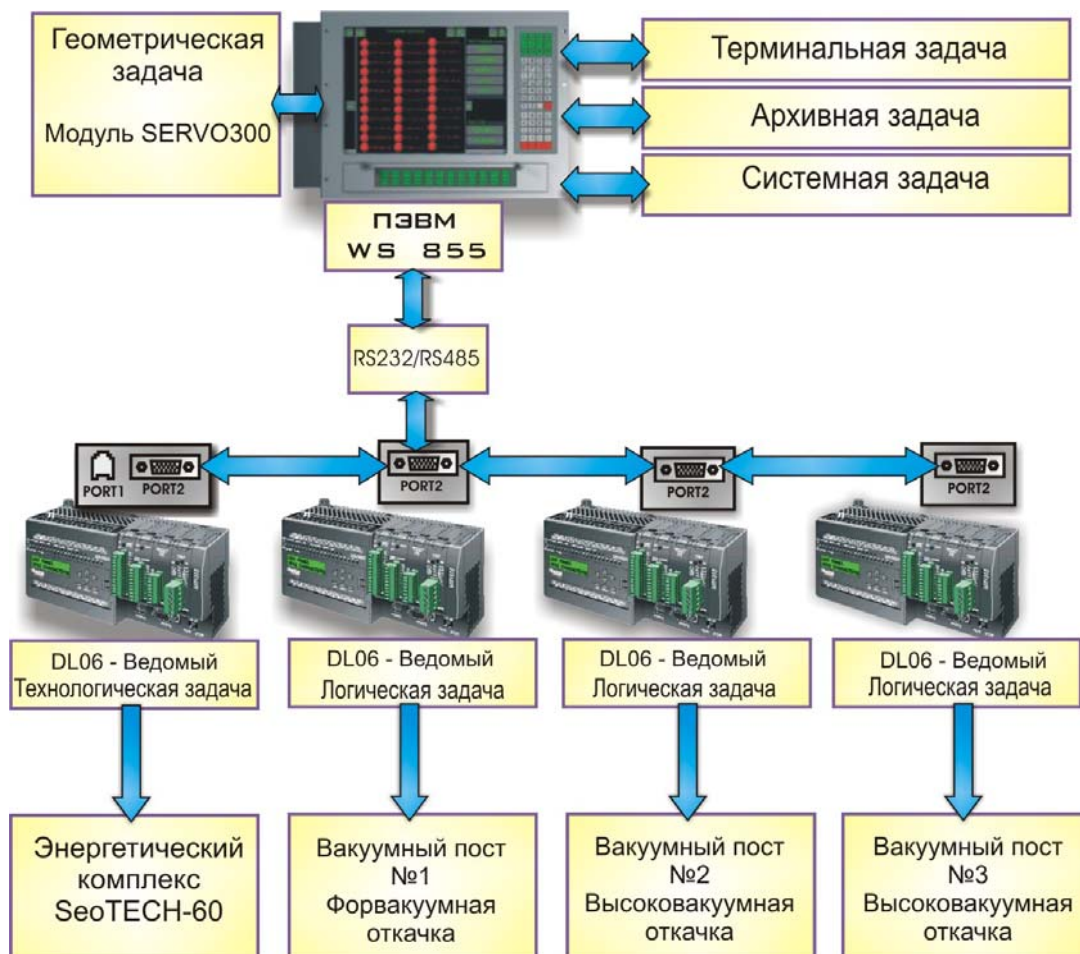 Геометрическая
задача
Модуль SERVO300
Терминальная задача
Архивная задача
Системная задача
ПЭВМ
WS 855
RS232/RS485
PORT1 PORT2
PORT2
PORT2
PORT2
DL06 - Ведомый
Технологическая задача
DL06 - Ведомый
Логическая задача
DL06 - Ведомый
Логическая задача
DL06 - Ведомый
Логическая задача
Энергетический
комплекс
SeoTECH-60
Вакуумный пост
№1
Форвакуумная
откачка
Вакуумный пост
№2
Высоковакуумная
откачка
Вакуумный пост
№3
Высоковакуумная
откачка